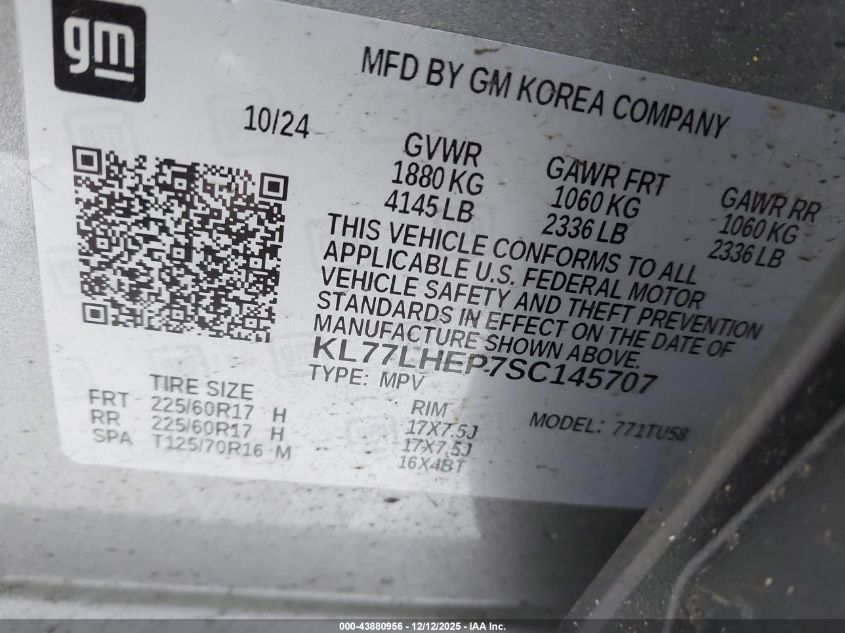 gm
MFD BY GM KOREA COMPANY
10/24
GVWR
1880 KG
4145 LB
GAWR FRT
1060 KG
2336 LB
GAWR RR
1060 KG
2336 LB
THIS VEHICLE CONFORMS TO ALL
APPLICABLE U.S. FEDERAL MOTOR
VEHICLE SAFETY AND THEFT PREVENTION
STANDARDS IN EFFECT ON THE DATE OF
MANUFACTURE SHOWN ABOVE.
KL77LHEP7SC145707
TYPE: MPV
MODEL: 771TU58
TIRE SIZE
RIM
FRT 225/60R17 H 17X7.5J
RR 225/60R17 H 17X7.5J
SPA T125/70R16 M 16X4BT
000-43880956 - 12/12/2025 - IAA Inc.